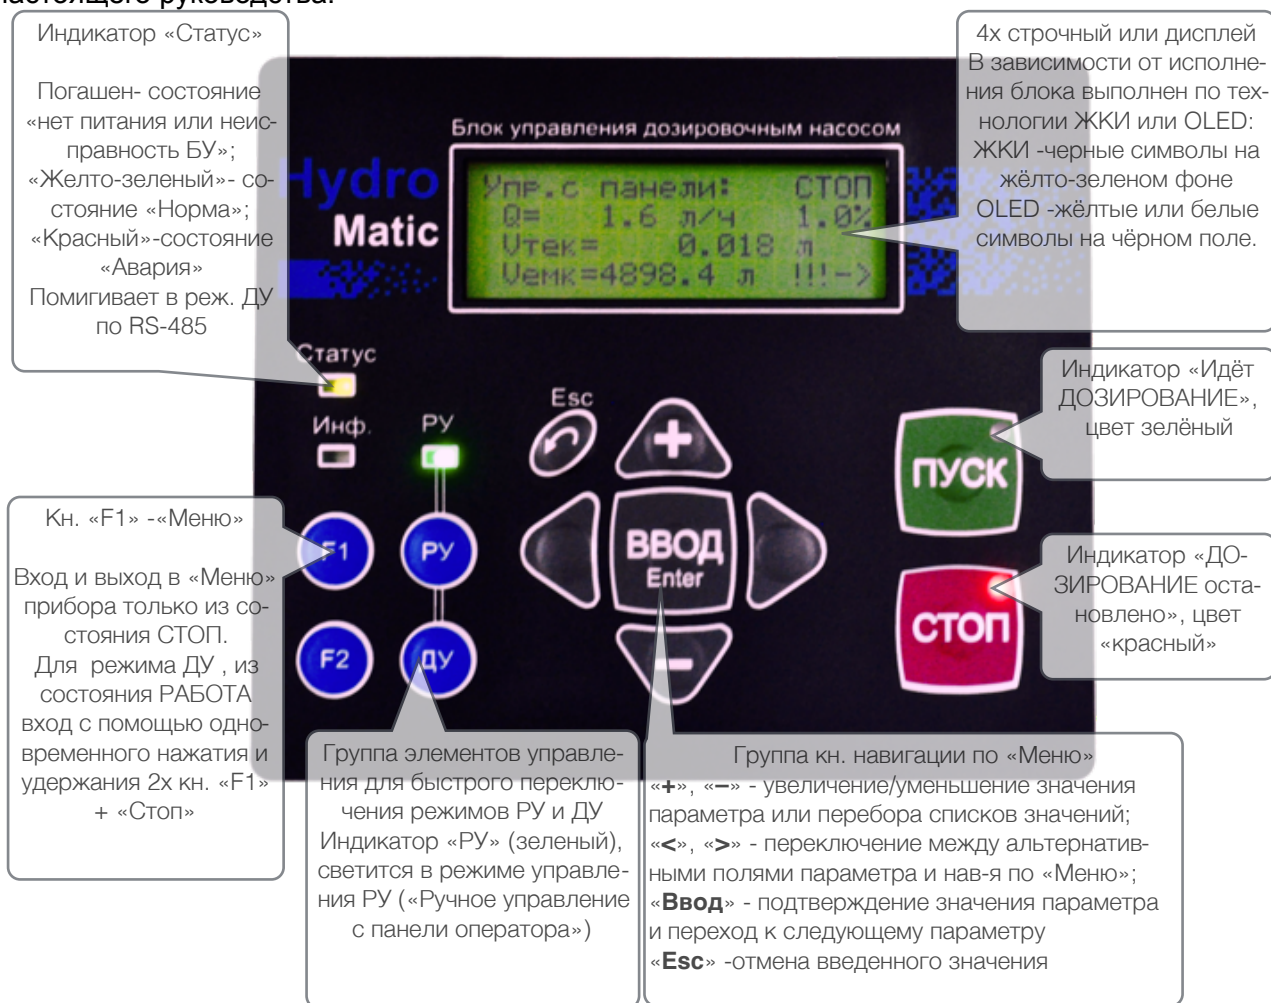 настоящего руководства.
Индикатор «Статус»
Погашен- состояние
«нет питания или неис-
правность БУ»;
«Желто-зеленый»- со-
стояние «Норма»;
«Красный»-состояние
«Авария»
Помигивает в реж. ДУ
по RS-485
4х строчный или дисплей
В зависимости от исполне-
ния блока выполнен по тех-
нологии ЖКИ или OLED:
ЖКИ -черные символы на
жёлто-зеленом фоне
OLED -жёлтые или белые
символы на чёрном поле.
Блок управления дозировочным насосом
Hydro
Matic
Упр.с панели: СТОП
Q= 1.6 л/ч 1.0%
Vтек= 0.018 л
Vемк=4898.4 л !!!->
Статус
Инф.
РУ
Esc
+
ВВОД
Enter
−
F1
РУ
F2
ДУ
ПУСК
СТОП
Индикатор «Идёт
ДОЗИРОВАНИЕ»,
цвет зелёный
Индикатор «ДО-
ЗИРОВАНИЕ оста-
новлено», цвет
«красный»
Кн. «F1» -«Меню»
Вход и выход в «Меню»
прибора только из со-
стояния СТОП.
Для режима ДУ , из
состояния РАБОТА
вход с помощью одно-
временного нажатия и
удержания 2х кн. «F1»
+ «Стоп»
Группа элементов управле-
ния для быстрого переклю-
чения режимов РУ и ДУ
Индикатор «РУ» (зеленый),
светится в режиме управле-
ния РУ («Ручное управление
с панели оператора»)
Группа кн. навигации по «Меню»
«+», «−» - увеличение/уменьшение значения
параметра или перебора списков значений;
«<», «>» - переключение между альтернатив-
ными полями параметра и нав-я по «Меню»;
«Ввод» - подтверждение значения параметра
и переход к следующему параметру
«Esc» -отмена введенного значения